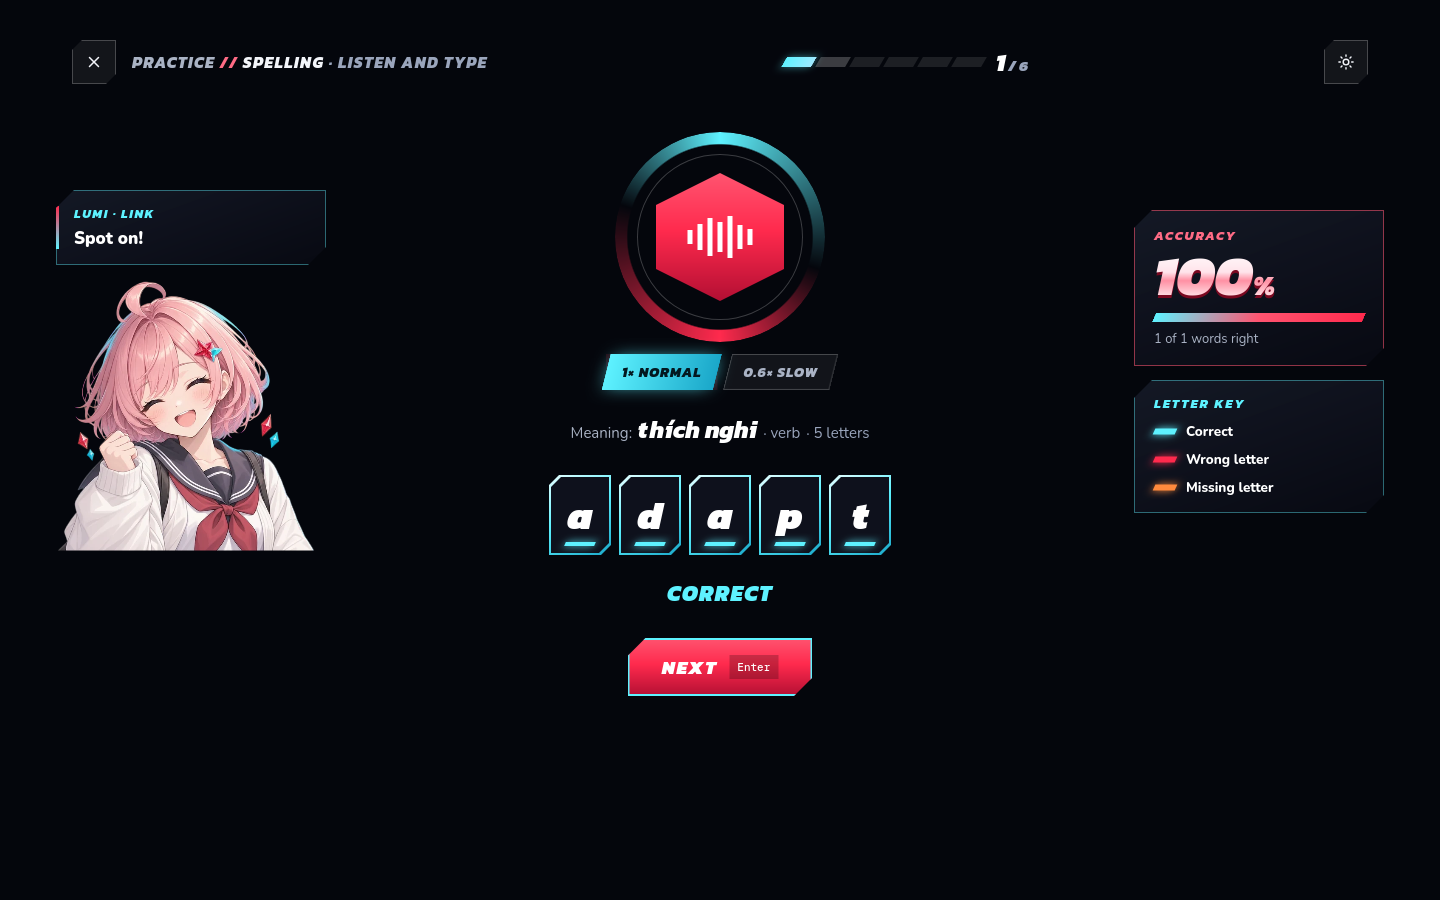 PRACTICE // SPELLING · LISTEN AND TYPE
1 / 6
LUMI · LINK
Spot on!
1× NORMAL
0.6× SLOW
Meaning: thích nghi · verb · 5 letters
a d a p t
CORRECT
NEXT Enter
ACCURACY
100%
1 of 1 words right
LETTER KEY
Correct
Wrong letter
Missing letter